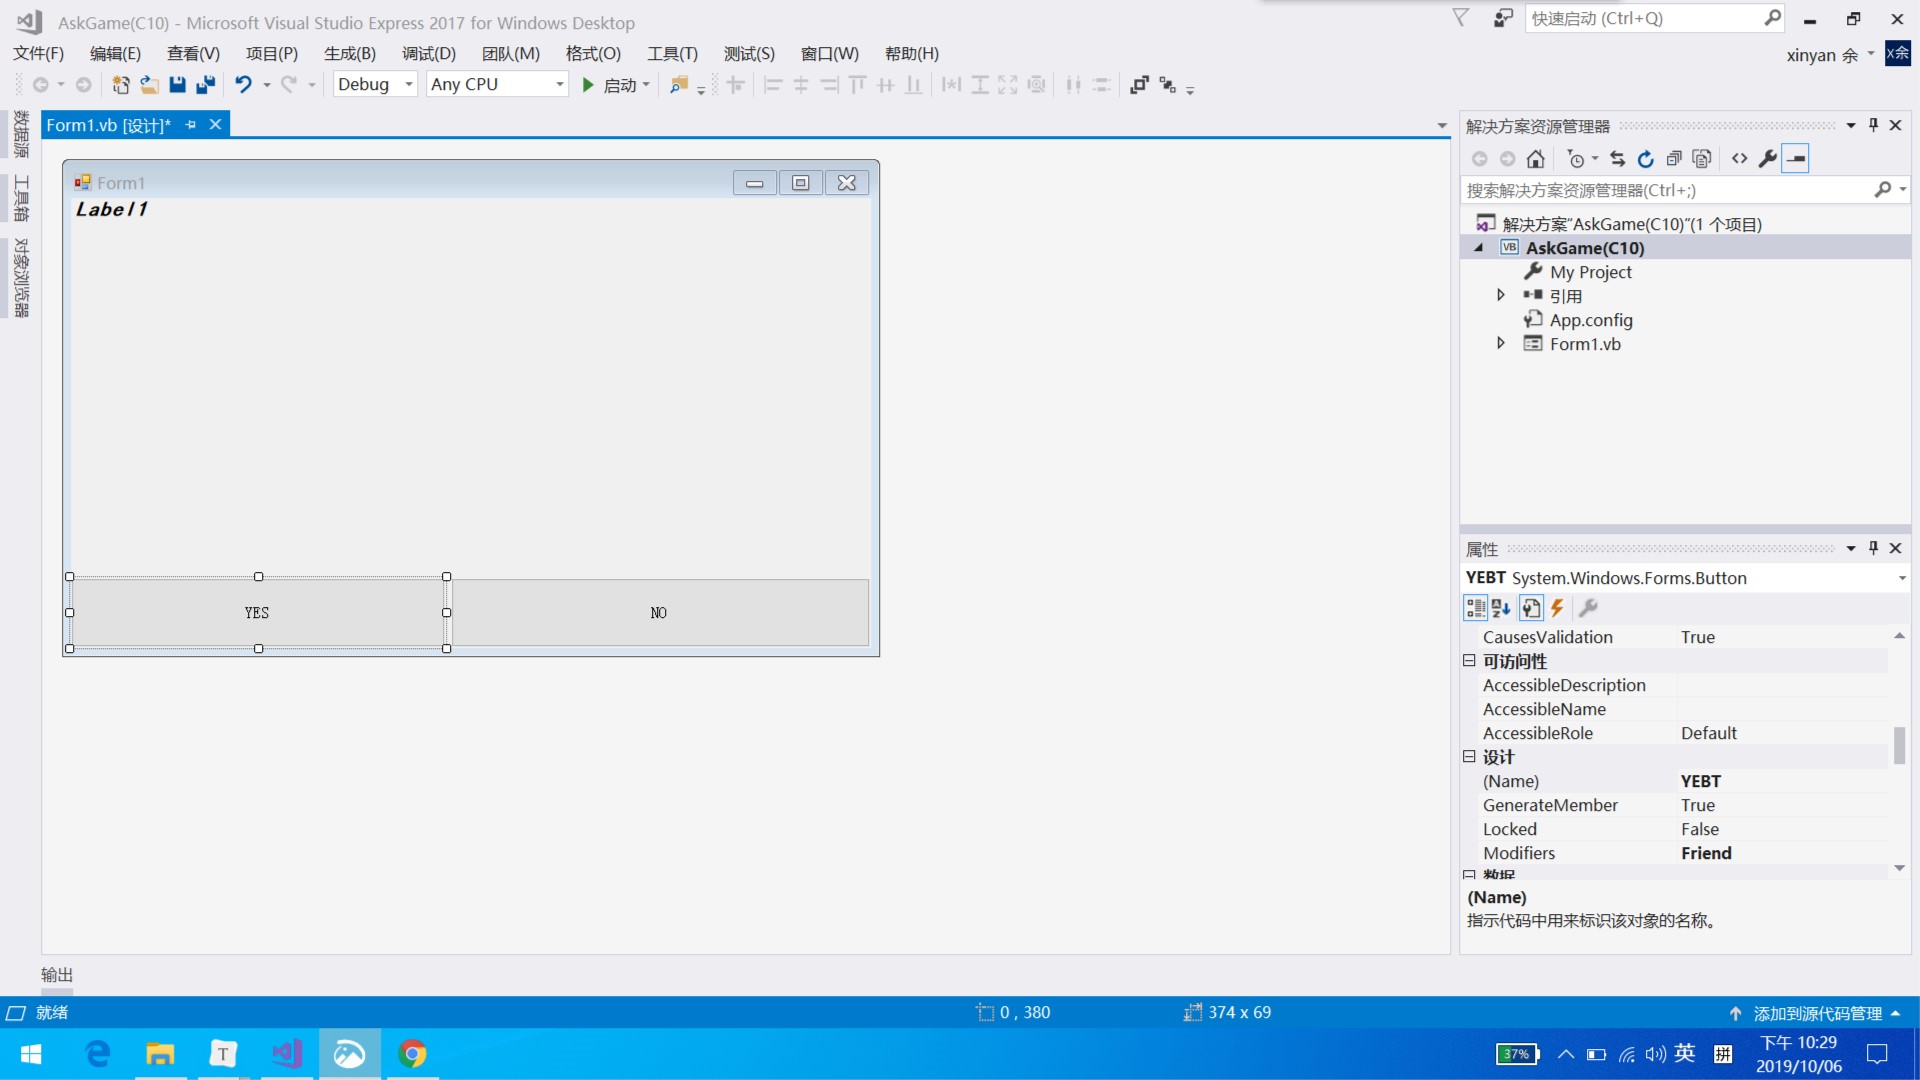 AskGame(C10) - Microsoft Visual Studio Express 2017 for Windows Desktop
快速启动 (Ctrl+Q)
文件(F) 编辑(E) 查看(V) 项目(P) 生成(B) 调试(D) 团队(M) 格式(O) 工具(T) 测试(S) 窗口(W) 帮助(H)
xinyan 余
X余
Debug Any CPU 启动
数据源
工具箱
对象浏览器
Form1.vb [设计]*
Form1
Label1
YES
NO
解决方案资源管理器
搜索解决方案资源管理器(Ctrl+;)
解决方案"AskGame(C10)"(1 个项目)
VB AskGame(C10)
My Project
引用
App.config
Form1.vb
属性
YEBT System.Windows.Forms.Button
CausesValidation True
可访问性
AccessibleDescription
AccessibleName
AccessibleRole Default
设计
(Name) YEBT
GenerateMember True
Locked False
Modifiers Friend
数据
(Name)
指示代码中用来标识该对象的名称。
输出
就绪
0 , 380
374 x 69
添加到源代码管理
T
37%
英
拼
下午 10:29
2019/10/06